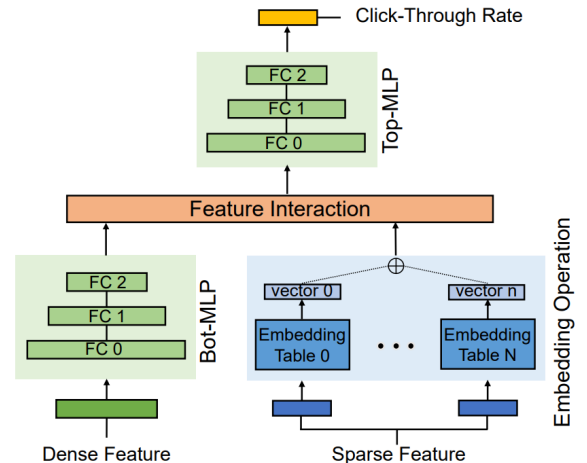 Click-Through Rate
FC 2
FC 1
FC 0
Top-MLP
Feature Interaction
FC 2
FC 1
FC 0
Bot-MLP
vector 0
vector n
Embedding
Table 0
Embedding
Table N
Embedding Operation
Dense Feature
Sparse Feature